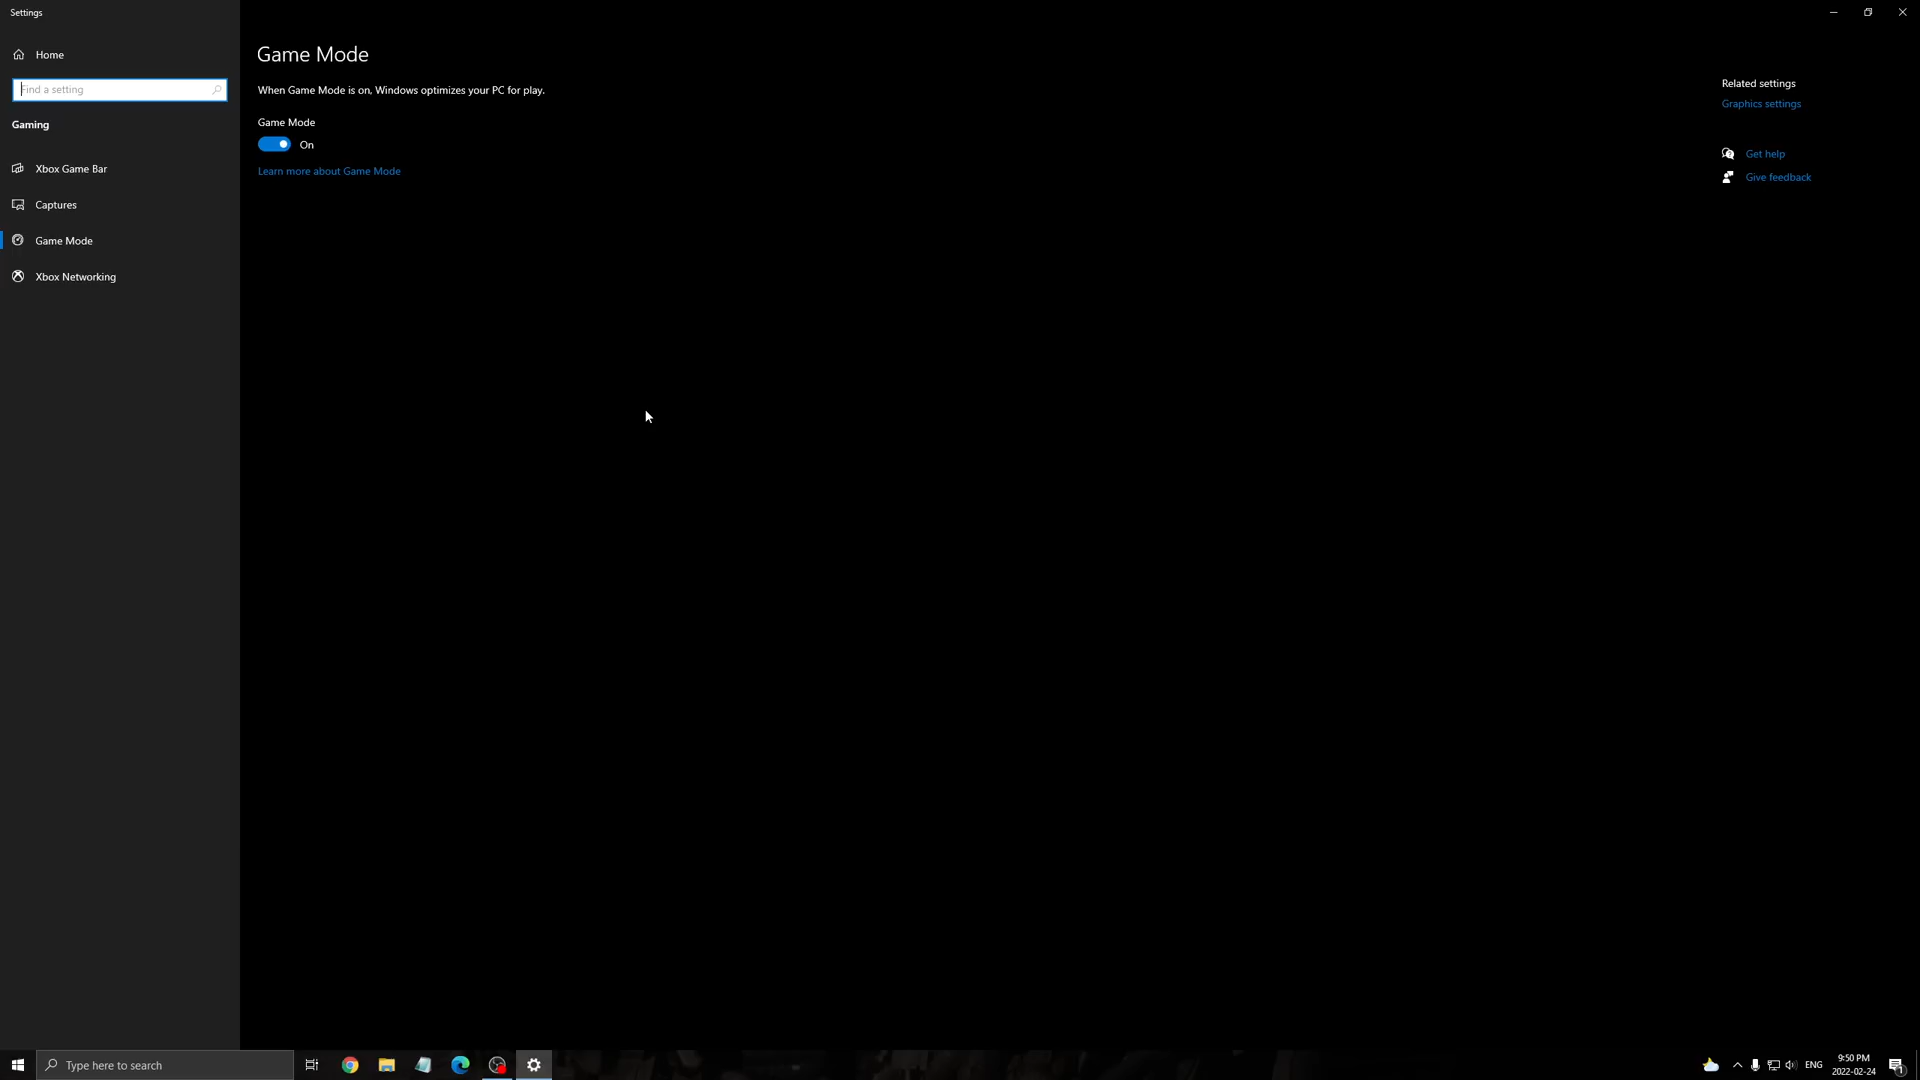 Settings
Home
Find a setting
Gaming
Xbox Game Bar
Captures
Game Mode
Xbox Networking
Game Mode
When Game Mode is on, Windows optimizes your PC for play.
Game Mode
On
Learn more about Game Mode
Related settings
Graphics settings
Get help
Give feedback
Type here to search
ENG
9:50 PM
2022-02-24
1